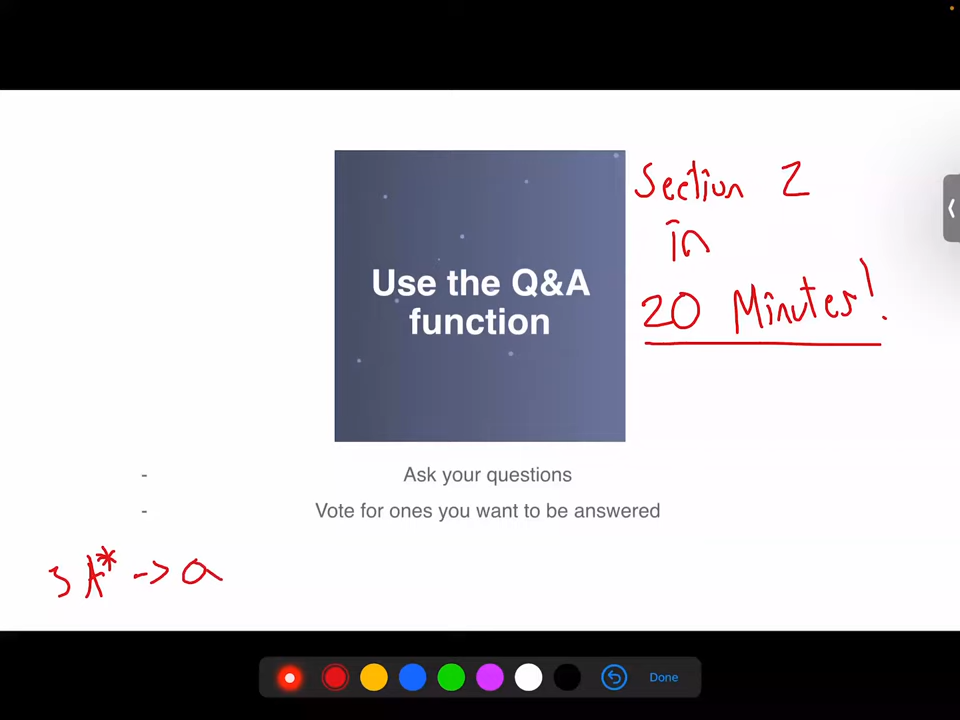 Section 2
in
20 Minutes!
Use the Q&A
function
- Ask your questions
- Vote for ones you want to be answered
3 A* -> a
Done